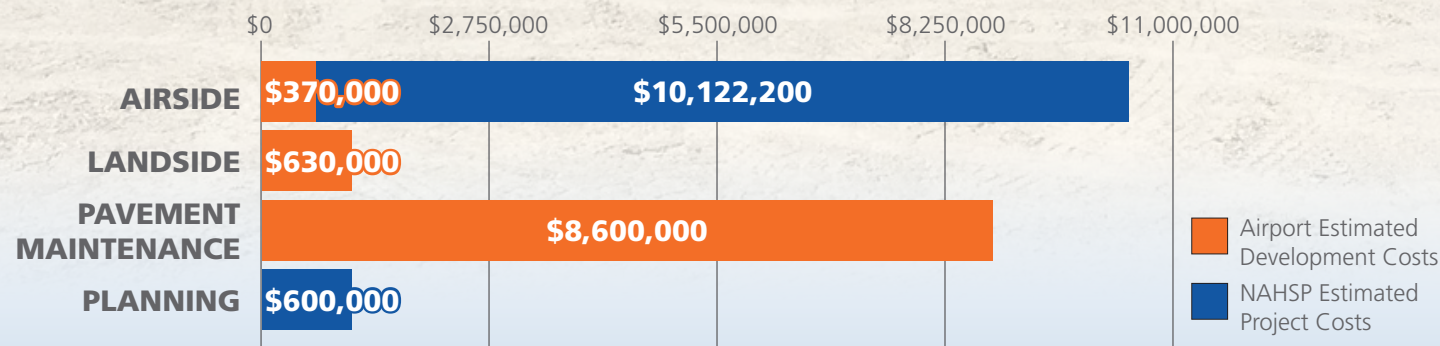 $0 $2,750,000 $5,500,000 $8,250,000 $11,000,000
AIRSIDE $370,000 $10,122,200
LANDSIDE $630,000
PAVEMENT
MAINTENANCE
$8,600,000
PLANNING $600,000
Airport Estimated
Development Costs
NAHSP Estimated
Project Costs